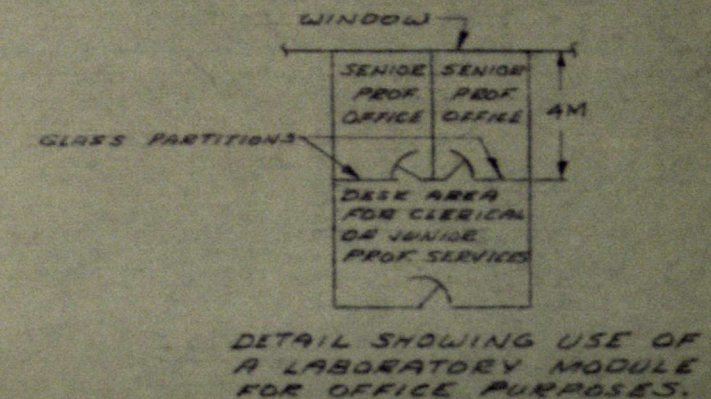 WINDOW
SENIOR
PROF
OFFICE
SENIOR
PROF
OFFICE
4M
GLASS PARTITIONS
DESK AREA
FOR CLERICAL
OR JUNIOR
PROF. SERVICES
DETAIL SHOWING USE OF
A LABORATORY MODULE
FOR OFFICE PURPOSES.